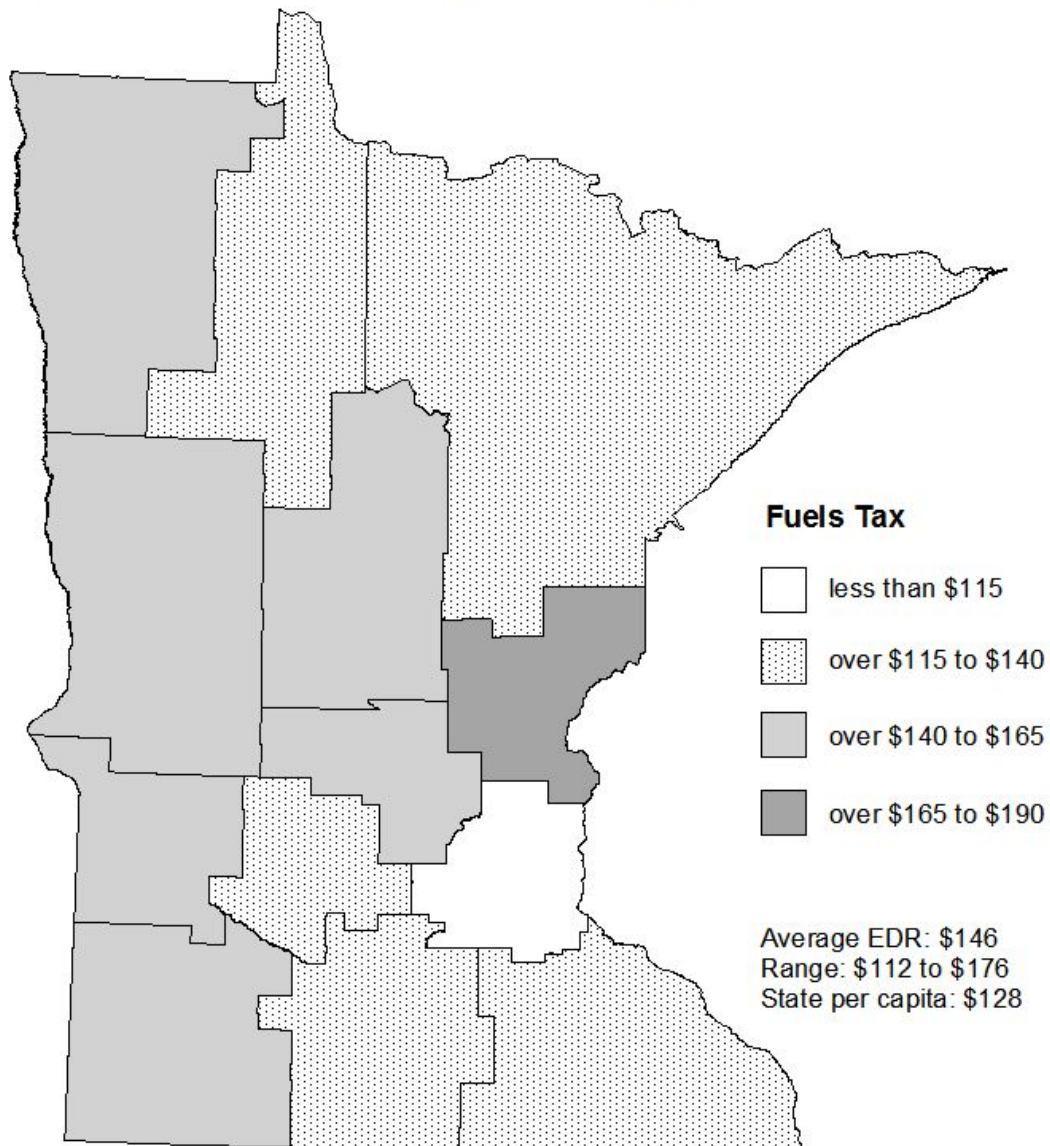 Fuels Tax
less than $115
over $115 to $140
over $140 to $165
over $165 to $190
Average EDR: $146
Range: $112 to $176
State per capita: $128